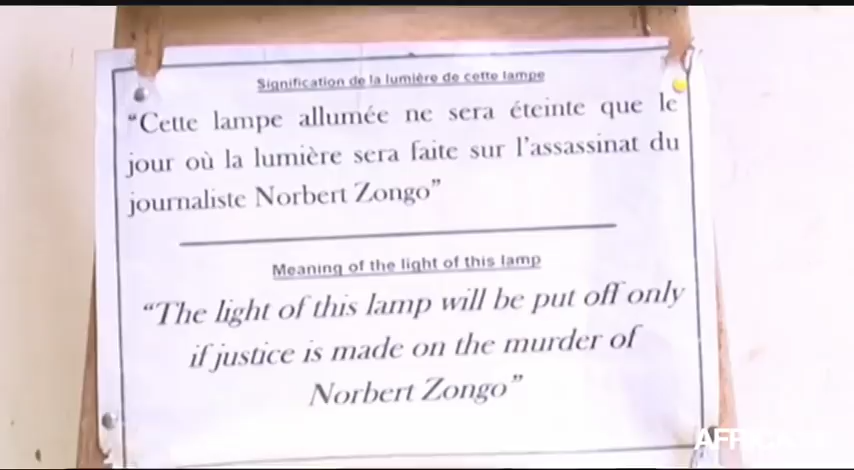 Signification de la lumière de cette lampe
“Cette lampe allumée ne sera éteinte que le
jour où la lumière sera faite sur l’assassinat du
journaliste Norbert Zongo”
Meaning of the light of this lamp
“The light of this lamp will be put off only
if justice is made on the murder of
Norbert Zongo”